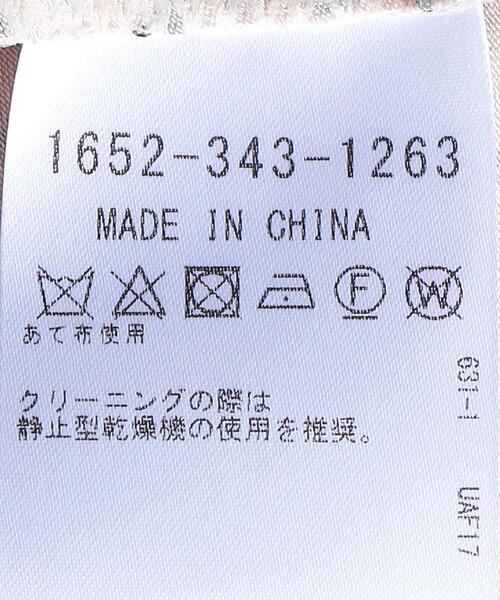 1652-343-1263
MADE IN CHINA
F
W
あて布使用
クリーニングの際は
静止型乾燥機の使用を推奨。
631-1 UAF17